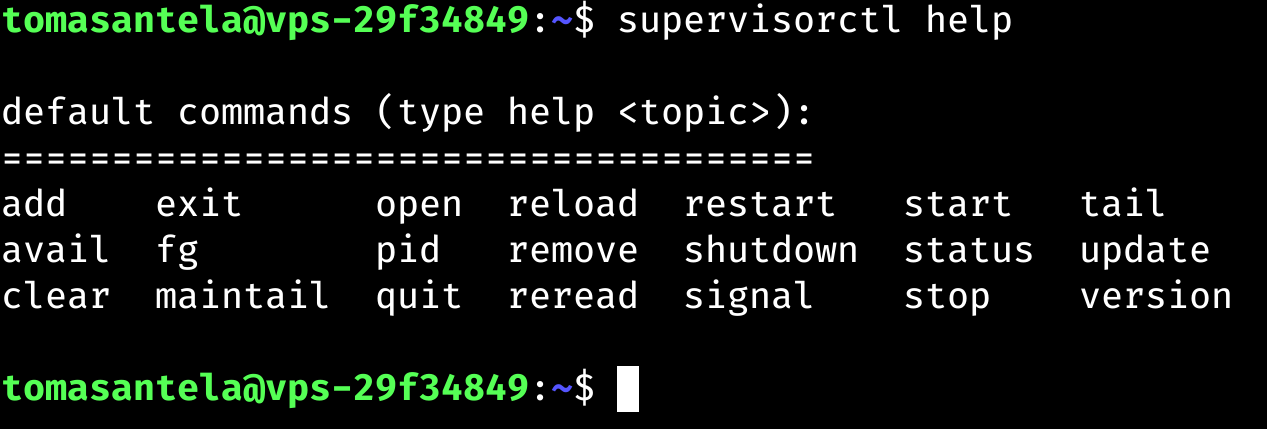 tomasantela@vps-29f34849:~$ supervisorctl help
default commands (type help <topic>):
=====================================
add    exit      open  reload  restart   start   tail
avail  fg        pid   remove  shutdown  status  update
clear  maintail  quit  reread  signal    stop    version
tomasantela@vps-29f34849:~$